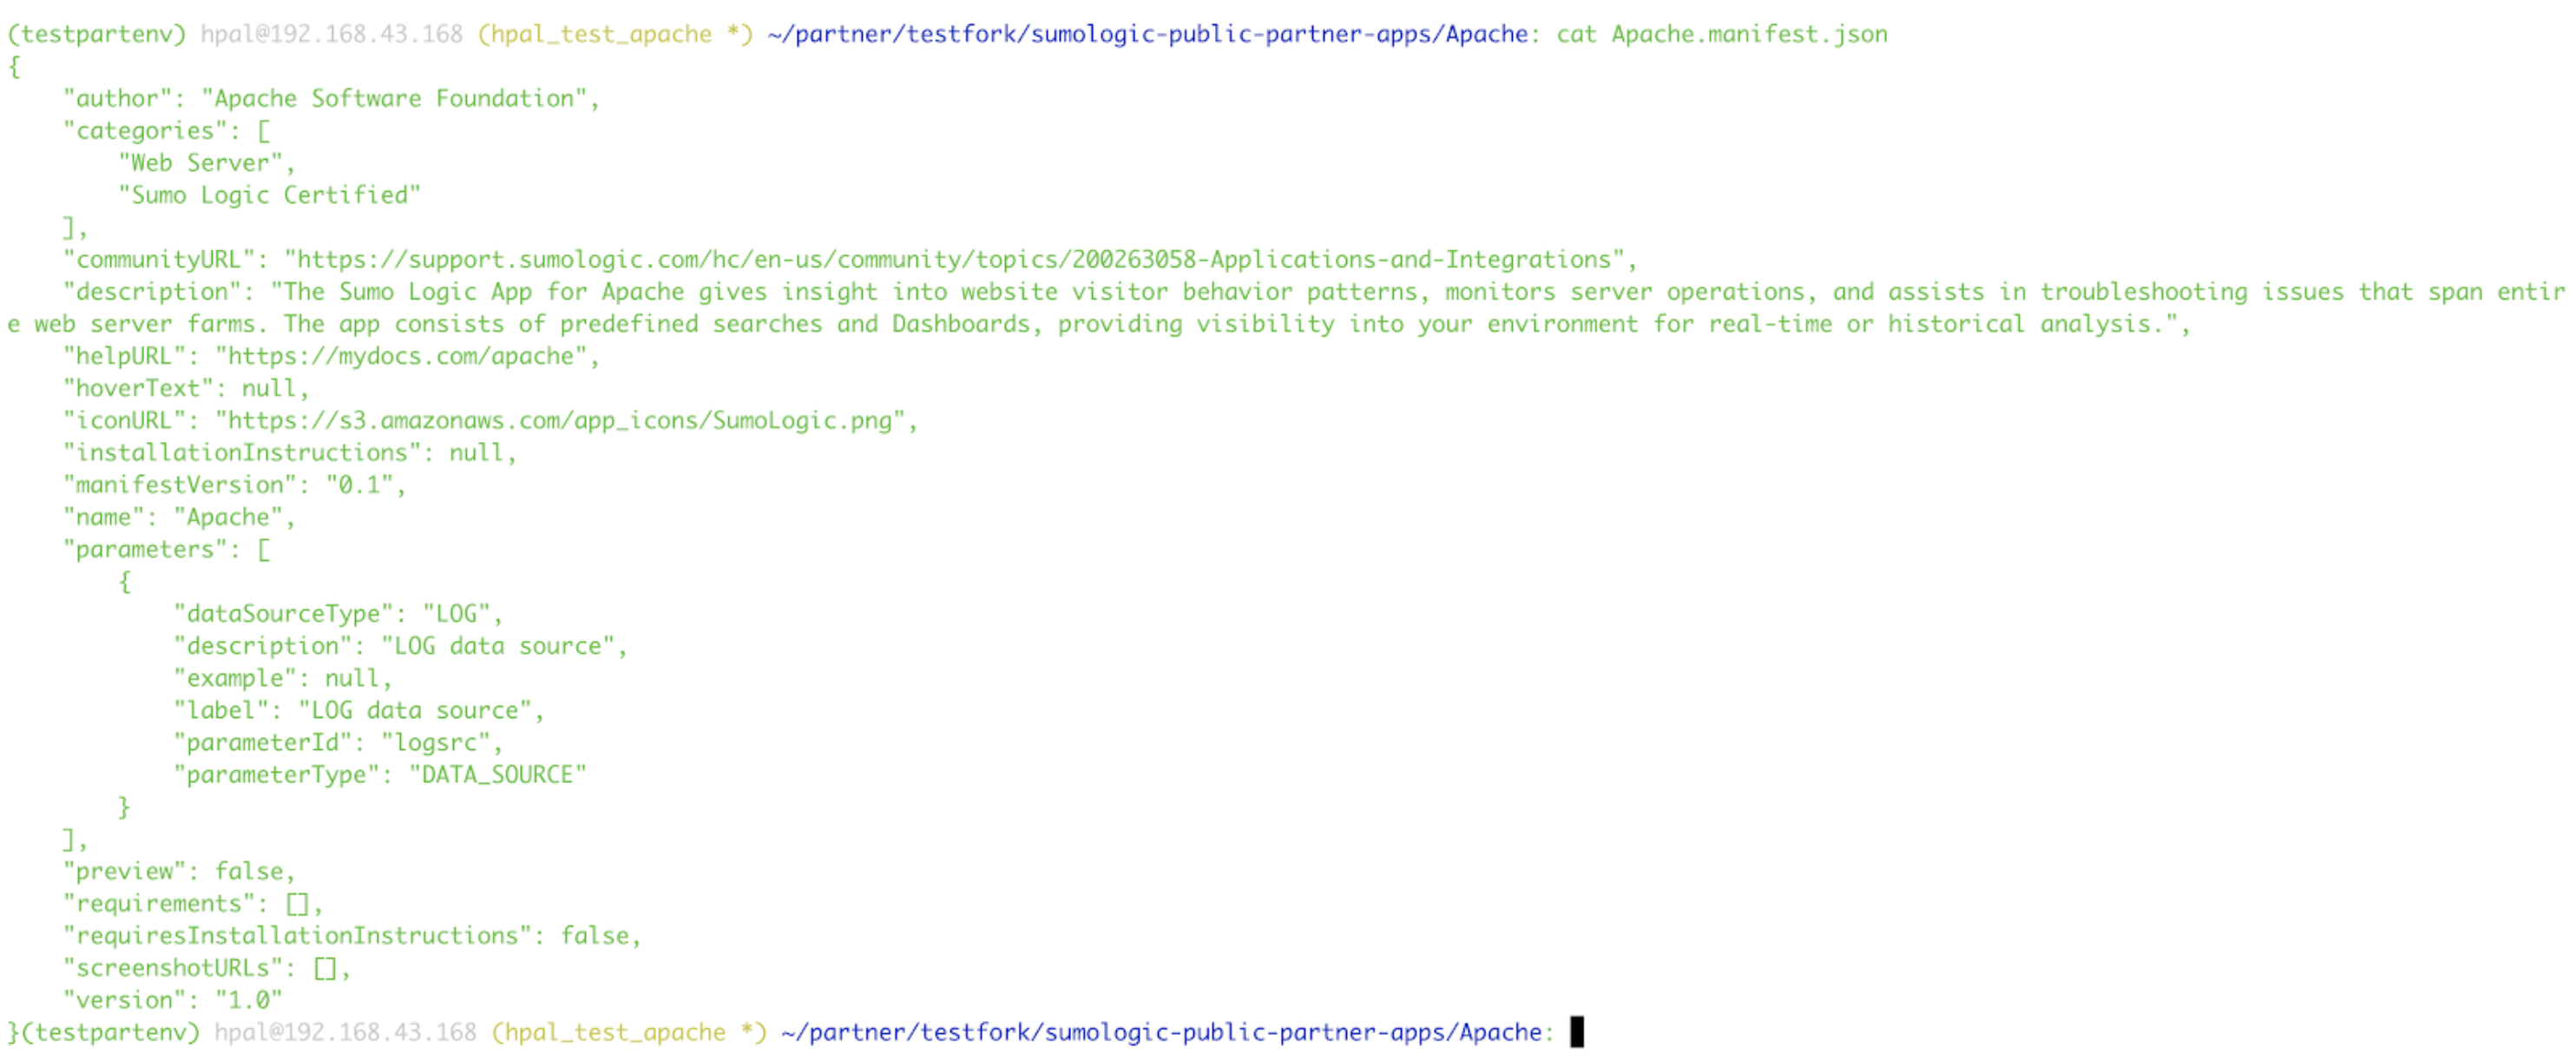 (testpartenv) hpal@192.168.43.168 (hpal_test_apache *) ~/partner/testfork/sumologic-public-partner-apps/Apache: cat Apache.manifest.json
{
    "author": "Apache Software Foundation",
    "categories": [
        "Web Server",
        "Sumo Logic Certified"
    ],
    "communityURL": "https://support.sumologic.com/hc/en-us/community/topics/200263058-Applications-and-Integrations",
    "description": "The Sumo Logic App for Apache gives insight into website visitor behavior patterns, monitors server operations, and assists in troubleshooting issues that span entir
e web server farms. The app consists of predefined searches and Dashboards, providing visibility into your environment for real-time or historical analysis.",
    "helpURL": "https://mydocs.com/apache",
    "hoverText": null,
    "iconURL": "https://s3.amazonaws.com/app_icons/SumoLogic.png",
    "installationInstructions": null,
    "manifestVersion": "0.1",
    "name": "Apache",
    "parameters": [
        {
            "dataSourceType": "LOG",
            "description": "LOG data source",
            "example": null,
            "label": "LOG data source",
            "parameterId": "logsrc",
            "parameterType": "DATA_SOURCE"
        }
    ],
    "preview": false,
    "requirements": [],
    "requiresInstallationInstructions": false,
    "screenshotURLs": [],
    "version": "1.0"
}(testpartenv) hpal@192.168.43.168 (hpal_test_apache *) ~/partner/testfork/sumologic-public-partner-apps/Apache: